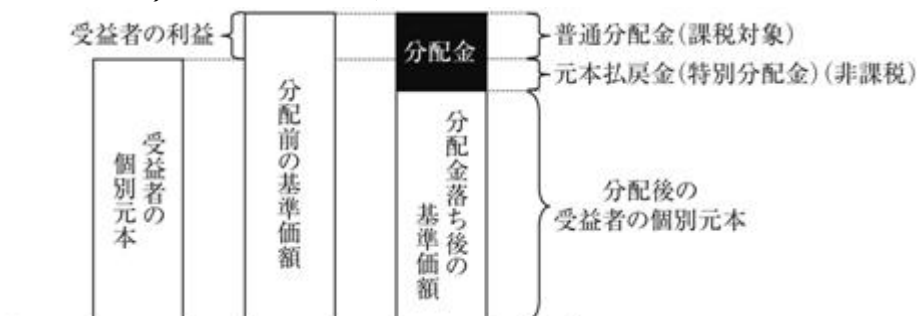 受益者の利益
分配金
普通分配金(課税対象)
元本払戻金(特別分配金)(非課税)
受益者の
個別元本
分配前の基準価額
分配金落ち後の
基準価額
分配後の
受益者の個別元本